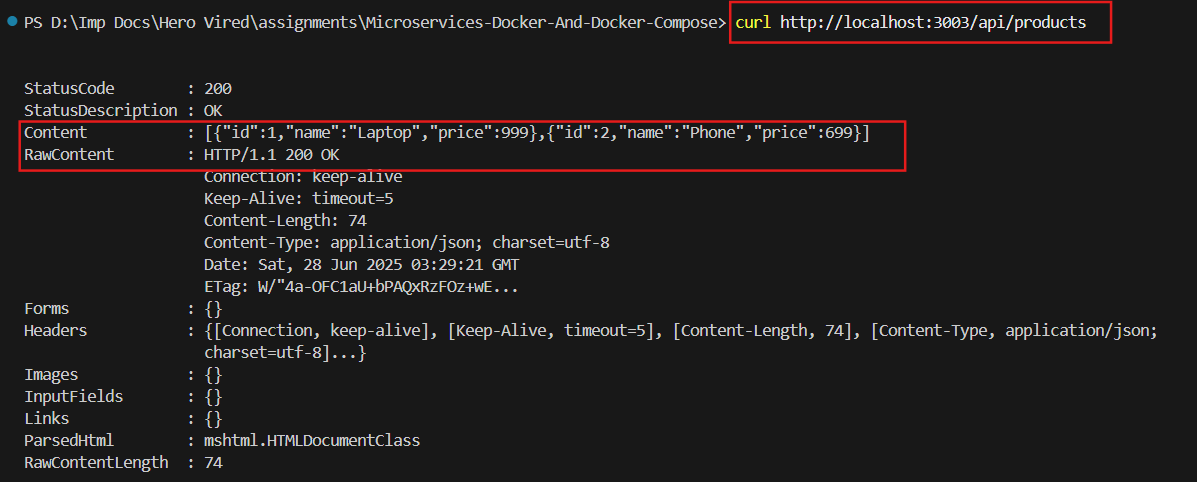 PS D:\Imp Docs\Hero Vired\assignments\Microservices-Docker-And-Docker-Compose> curl http://localhost:3003/api/products
StatusCode        : 200
StatusDescription : OK
Content           : [{"id":1,"name":"Laptop","price":999},{"id":2,"name":"Phone","price":699}]
RawContent        : HTTP/1.1 200 OK
                    Connection: keep-alive
                    Keep-Alive: timeout=5
                    Content-Length: 74
                    Content-Type: application/json; charset=utf-8
                    Date: Sat, 28 Jun 2025 03:29:21 GMT
                    ETag: W/"4a-OFC1aU+bPAQxRzFOz+wE...
Forms             : {}
Headers           : {[Connection, keep-alive], [Keep-Alive, timeout=5], [Content-Length, 74], [Content-Type, application/json;
                    charset=utf-8]...}
Images            : {}
InputFields       : {}
Links             : {}
ParsedHtml        : mshtml.HTMLDocumentClass
RawContentLength  : 74